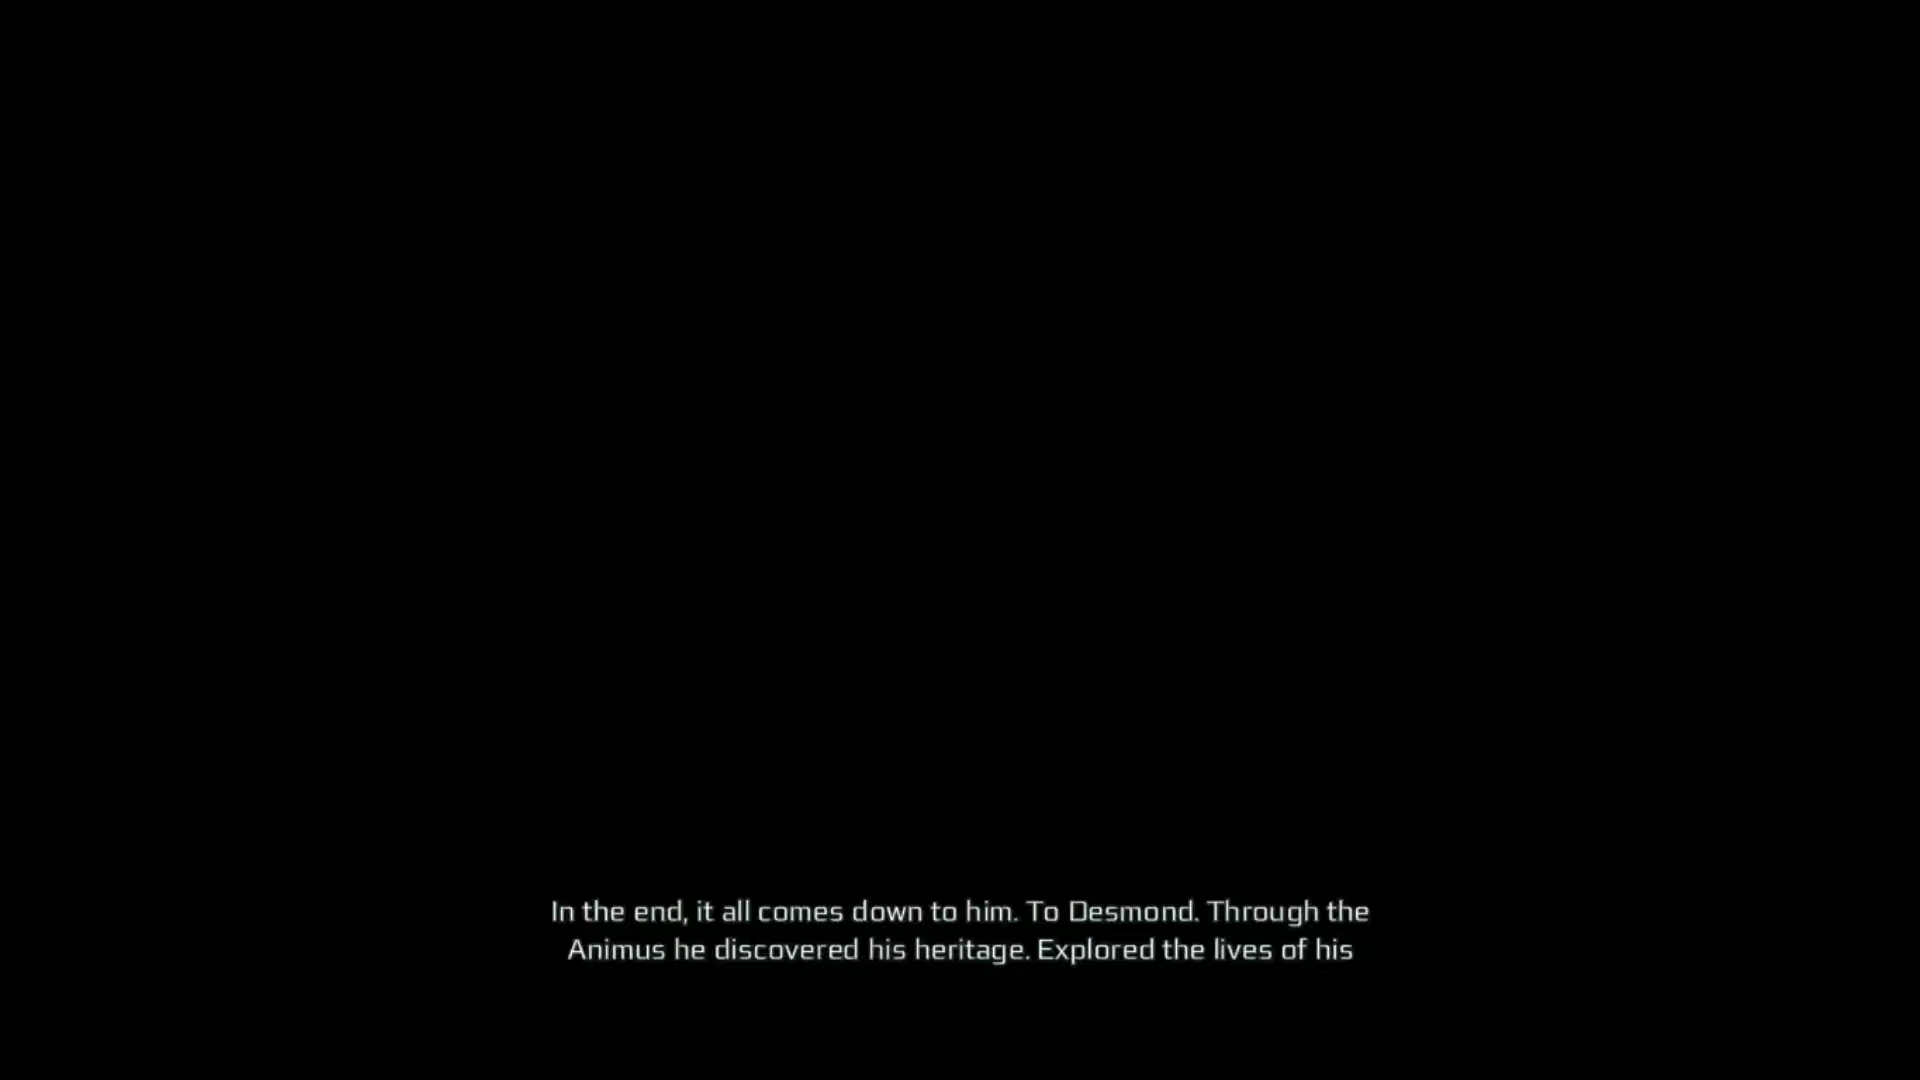 In the end, it all comes down to him. To Desmond. Through the
Animus he discovered his heritage. Explored the lives of his